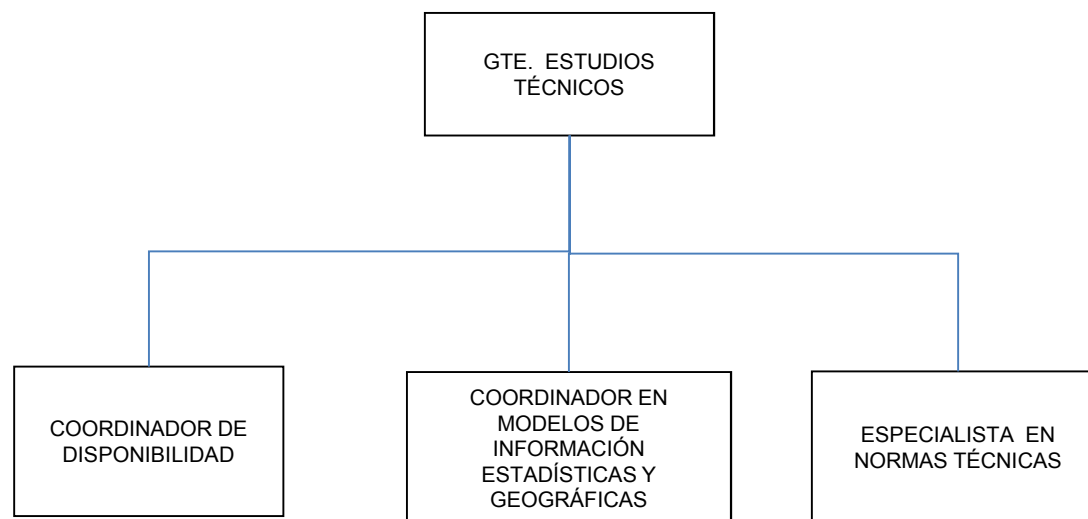 GTE. ESTUDIOS
TÉCNICOS
COORDINADOR DE
DISPONIBILIDAD
COORDINADOR EN
MODELOS DE
INFORMACIÓN
ESTADÍSTICAS Y
GEOGRÁFICAS
ESPECIALISTA EN
NORMAS TÉCNICAS